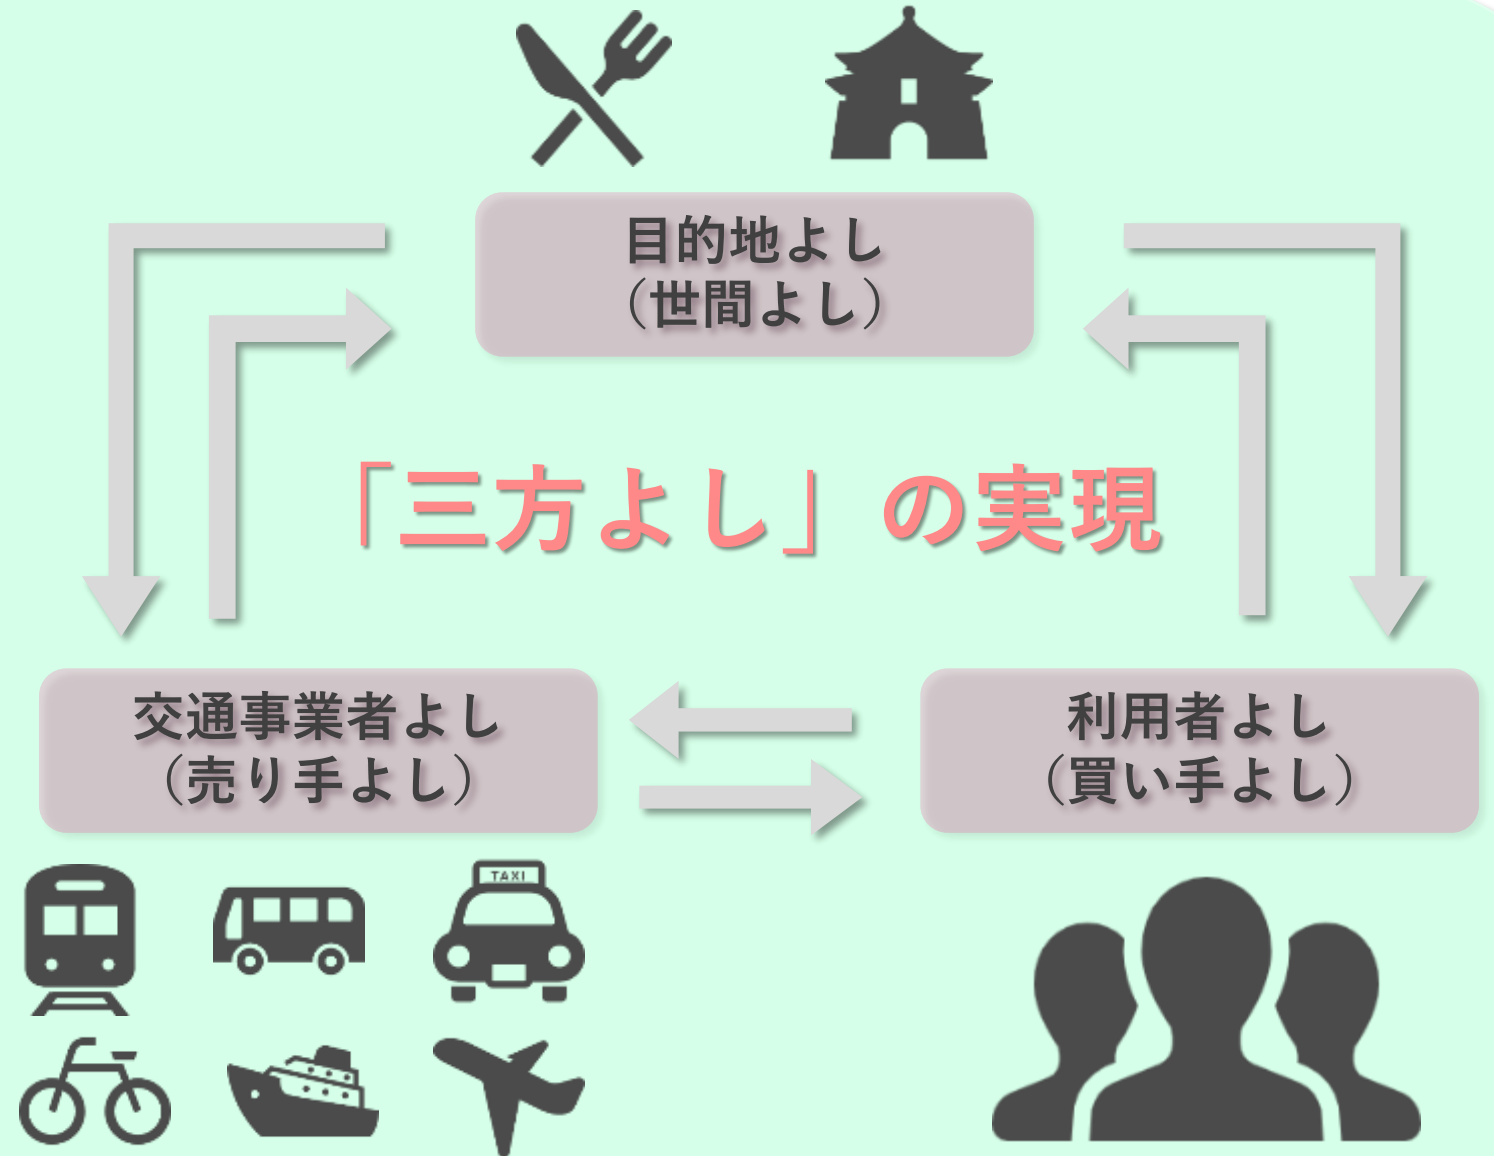 目的地よし
（世間よし）
「三方よし」の実現
交通事業者よし
（売り手よし）
利用者よし
（買い手よし）
TAXI